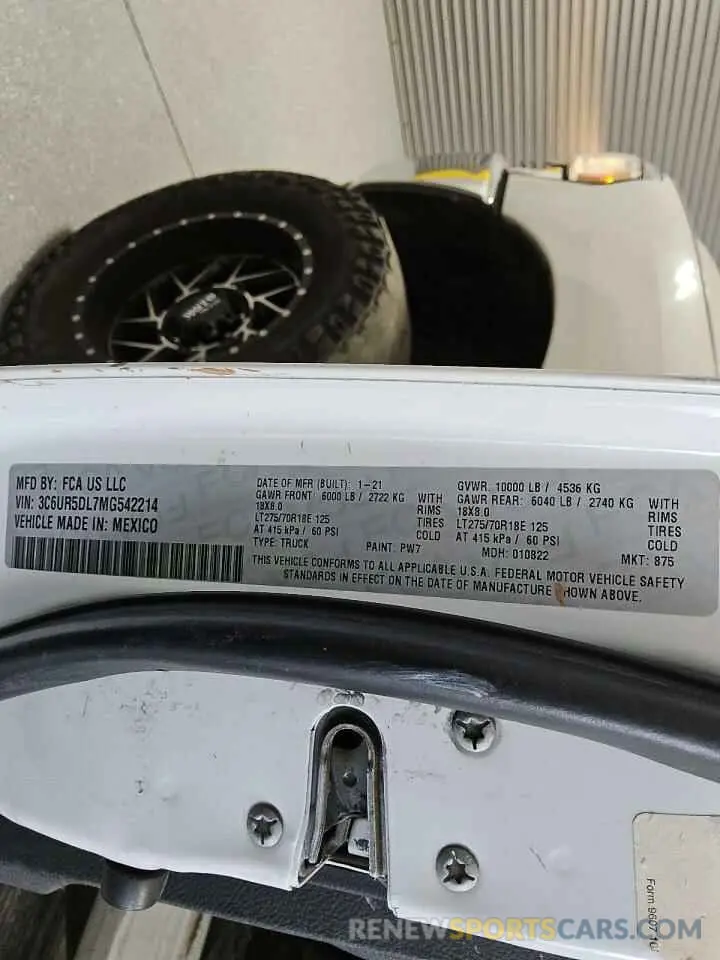 MOTO
MFD BY: FCA US LLC
VIN: 3C6UR5DL7MG542214
VEHICLE MADE IN: MEXICO
DATE OF MFR (BUILT): 1-21
GAWR FRONT: 6000 LB / 2722 KG WITH
18X8.0 RIMS
LT275/70R18E 125 TIRES
AT 415 kPa / 60 PSI COLD
TYPE: TRUCK PAINT: PW7
GVWR: 10000 LB / 4536 KG
GAWR REAR: 6040 LB / 2740 KG WITH
18X8.0 RIMS
LT275/70R18E 125 TIRES
AT 415 kPa / 60 PSI COLD
MDH: 010822 MKT: 875
THIS VEHICLE CONFORMS TO ALL APPLICABLE U.S.A. FEDERAL MOTOR VEHICLE SAFETY
STANDARDS IN EFFECT ON THE DATE OF MANUFACTURE SHOWN ABOVE.
Form 9607
RENEWSPORTSCARS.COM